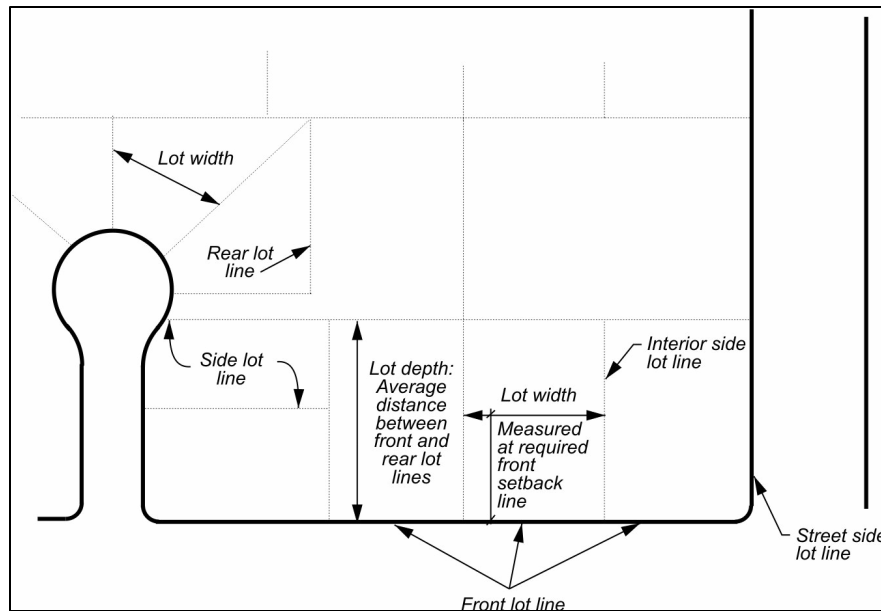 Lot width
Rear lot
line
Side lot
line
Lot depth:
Average
distance
between
front and
rear lot
lines
Lot width
Measured
at required
front
setback
line
Interior side
lot line
Street side
lot line
Front lot line